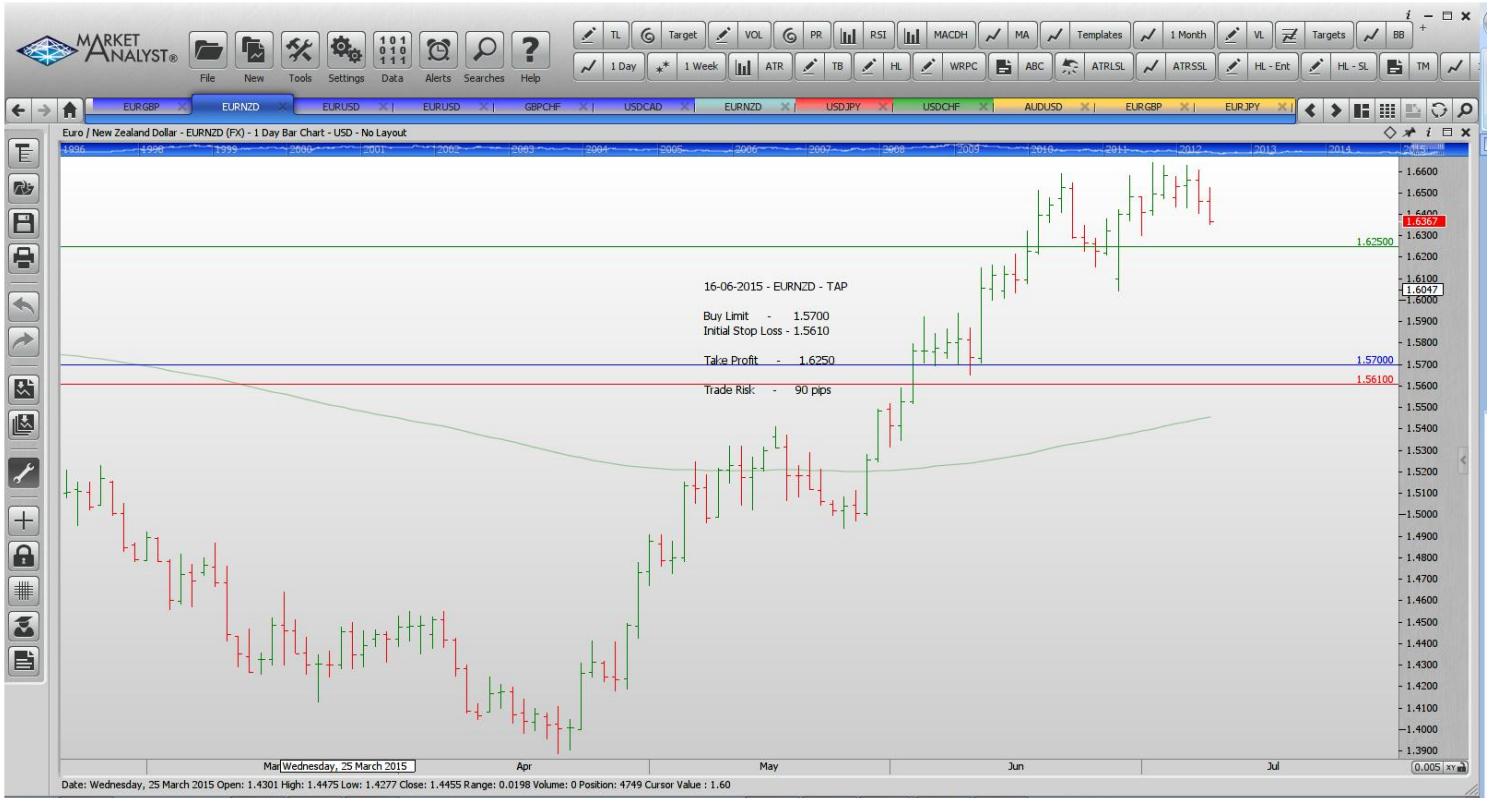 MARKET
ANALYST®
File New Tools Settings Data Alerts Searches Help
TL Target VOL PR RSI MACDH MA Templates 1 Month VL Targets BB
1 Day 1 Week ATR TB HL WRPC ABC ATRLSL ATRSSL HL - Ent HL - SL TM
EURGBP EURNZD EURUSD EURUSD GBPCHF USDCAD EURNZD USDJPY USDCHF AUDUSD EURGBP EURJPY
Euro / New Zealand Dollar - EURNZD (FX) - 1 Day Bar Chart - USD - No Layout
1996 1998 1999 2000 2001 2002 2003 2004 2005 2006 2007 2008 2009 2010 2011 2012 2013 2014
1.6600
1.6500
1.6400
1.6367
1.6300
1.62500
1.6200
1.6100
1.6047
1.6000
1.5900
1.5800
1.57000
1.5700
1.56100
1.5600
1.5500
1.5400
1.5300
1.5200
1.5100
1.5000
1.4900
1.4800
1.4700
1.4600
1.4500
1.4400
1.4300
1.4200
1.4100
1.4000
1.3900
16-06-2015 - EURNZD - TAP
Buy Limit - 1.5700
Initial Stop Loss - 1.5610
Take Profit - 1.6250
Trade Risk - 90 pips
Mar Wednesday, 25 March 2015 Apr May Jun Jul 0.005 XY
Date: Wednesday, 25 March 2015 Open: 1.4301 High: 1.4475 Low: 1.4277 Close: 1.4455 Range: 0.0198 Volume: 0 Position: 4749 Cursor Value : 1.60